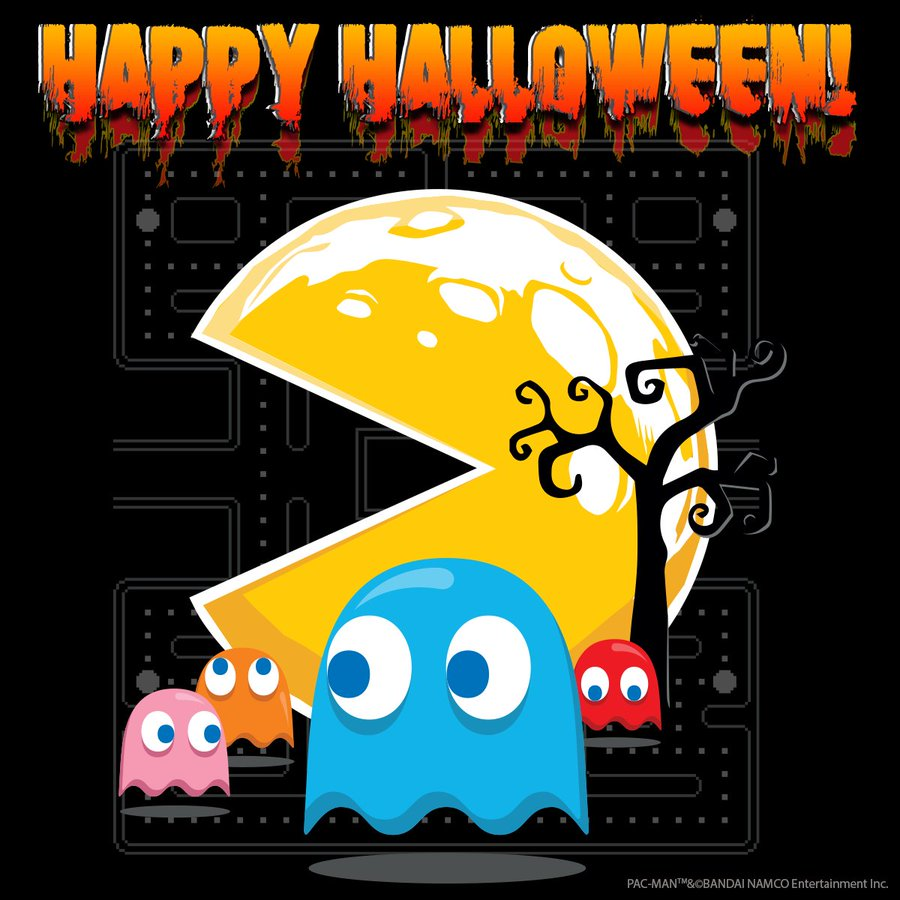 HAPPY HALLOWEEN!
PAC-MAN™&©BANDAI NAMCO Entertainment Inc.